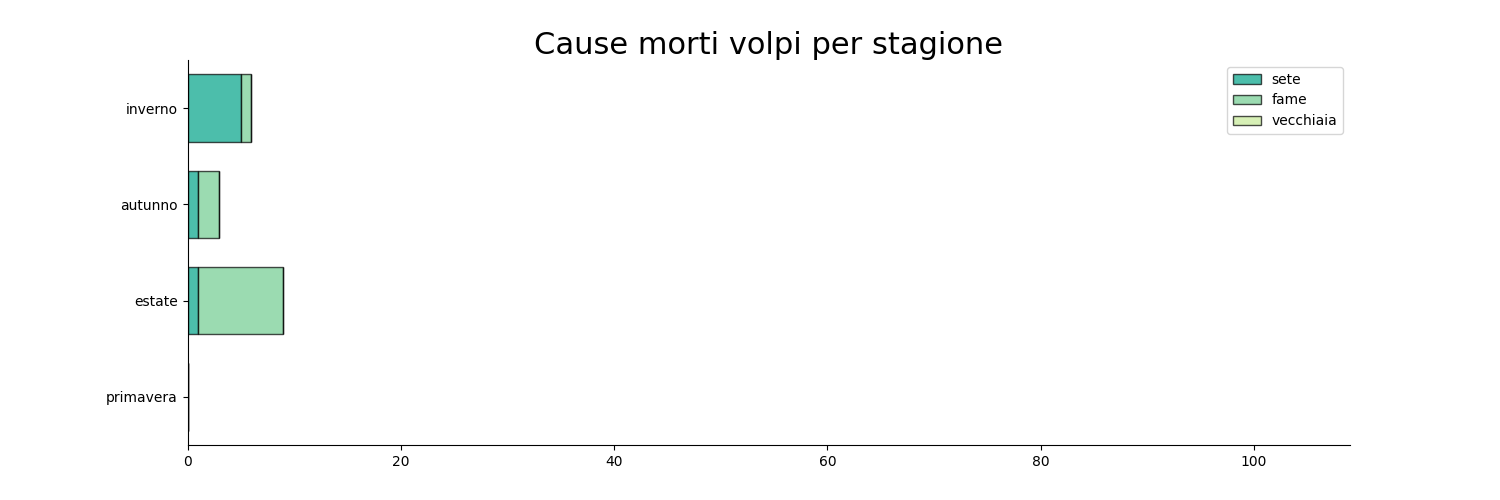 Cause morti volpi per stagione
sete
fame
vecchiaia
inverno
autunno
estate
primavera
0 20 40 60 80 100